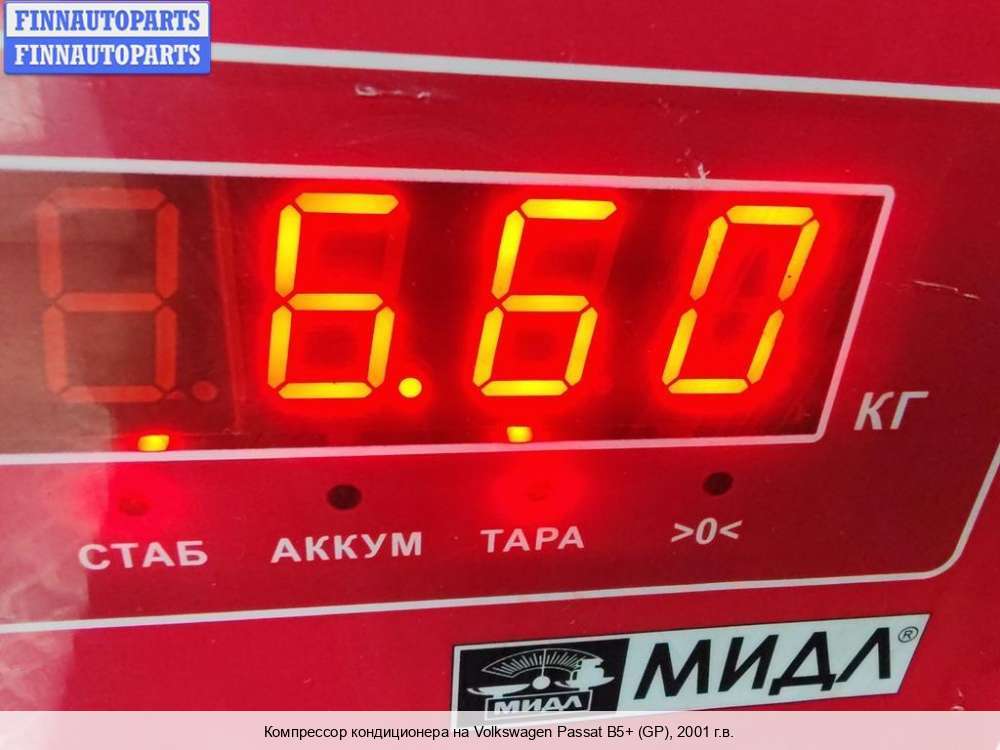 FINNAUTOPARTS
FINNAUTOPARTS
6.60
КГ
СТАБ АККУМ ТАРА >0<
МИДЛ МИДЛ®
Компрессор кондиционера на Volkswagen Passat B5+ (GP), 2001 г.в.